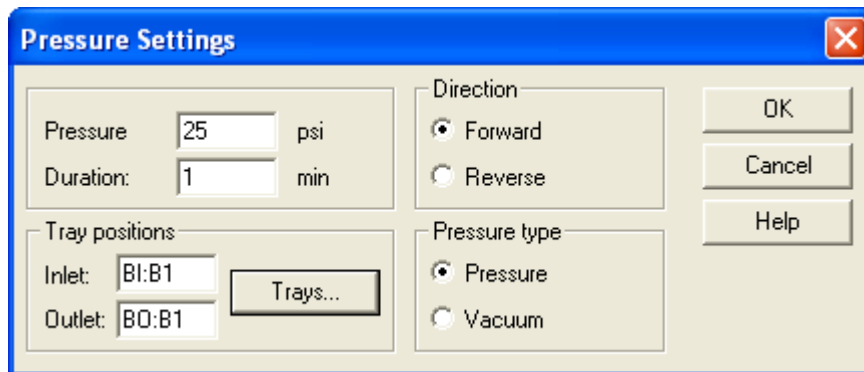 Pressure Settings
Pressure 25 psi
Duration: 1 min
Tray positions
Inlet: BI:B1
Outlet: BO:B1
Trays...
Direction
Forward
Reverse
Pressure type
Pressure
Vacuum
OK
Cancel
Help